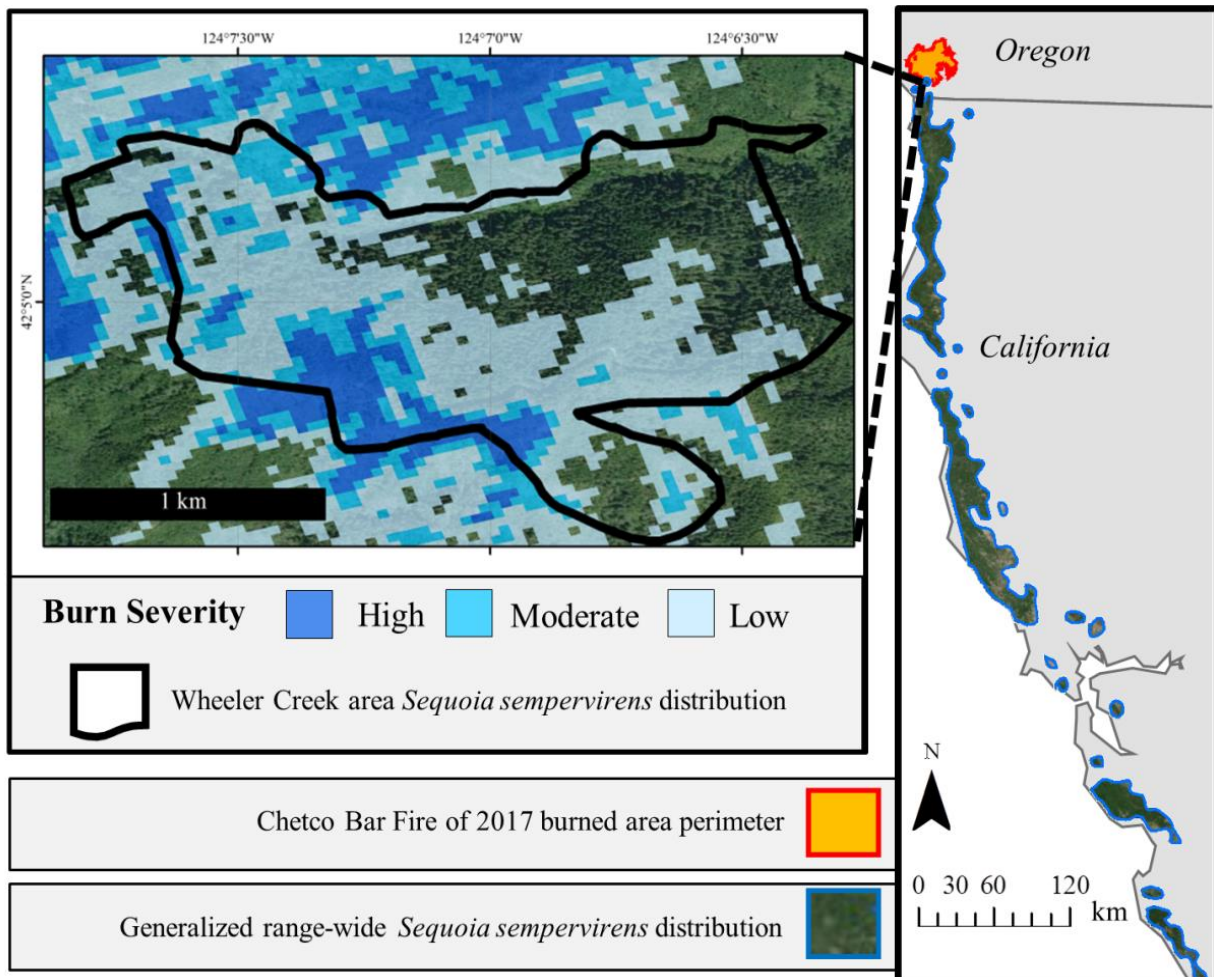 124°7'30"W 124°7'0"W 124°6'30"W
42°5'0"N
1 km
Burn Severity High Moderate Low
Wheeler Creek area Sequoia sempervirens distribution
Chetco Bar Fire of 2017 burned area perimeter
Generalized range-wide Sequoia sempervirens distribution
Oregon
California
N
0 30 60 120
km